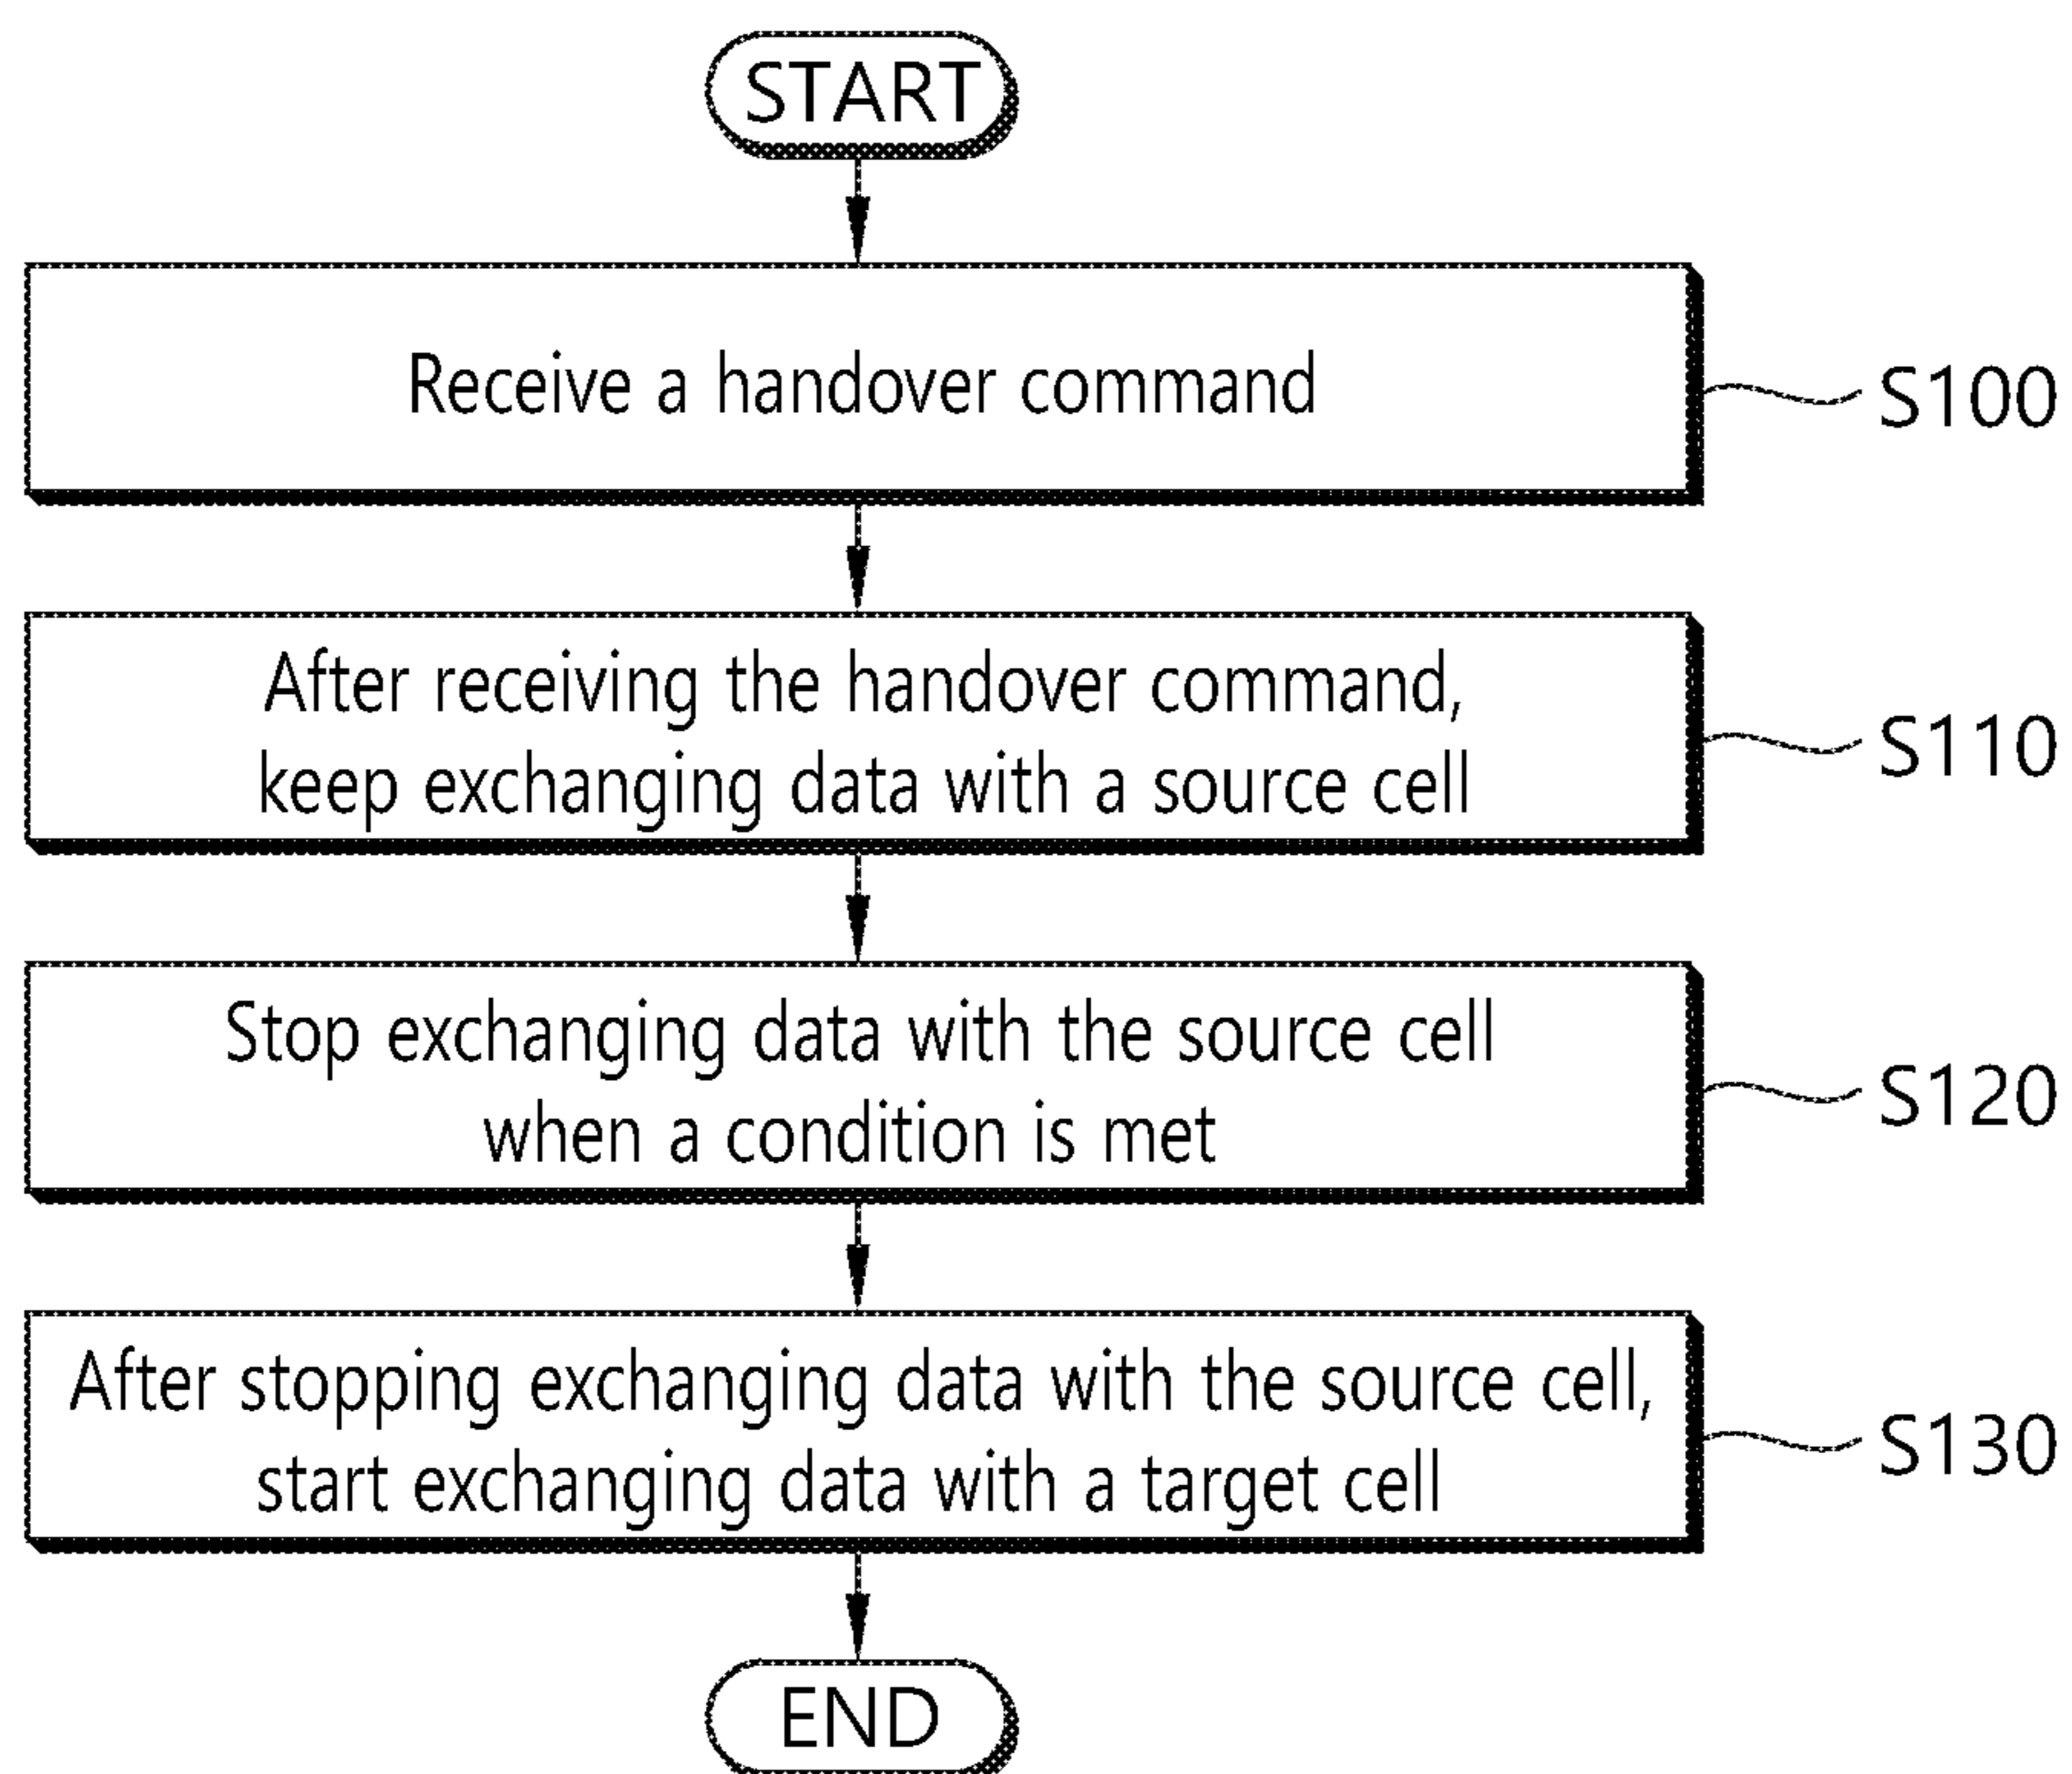 START
Receive a handover command
S100
After receiving the handover command,
keep exchanging data with a source cell
S110
Stop exchanging data with the source cell
when a condition is met
S120
After stopping exchanging data with the source cell,
start exchanging data with a target cell
S130
END